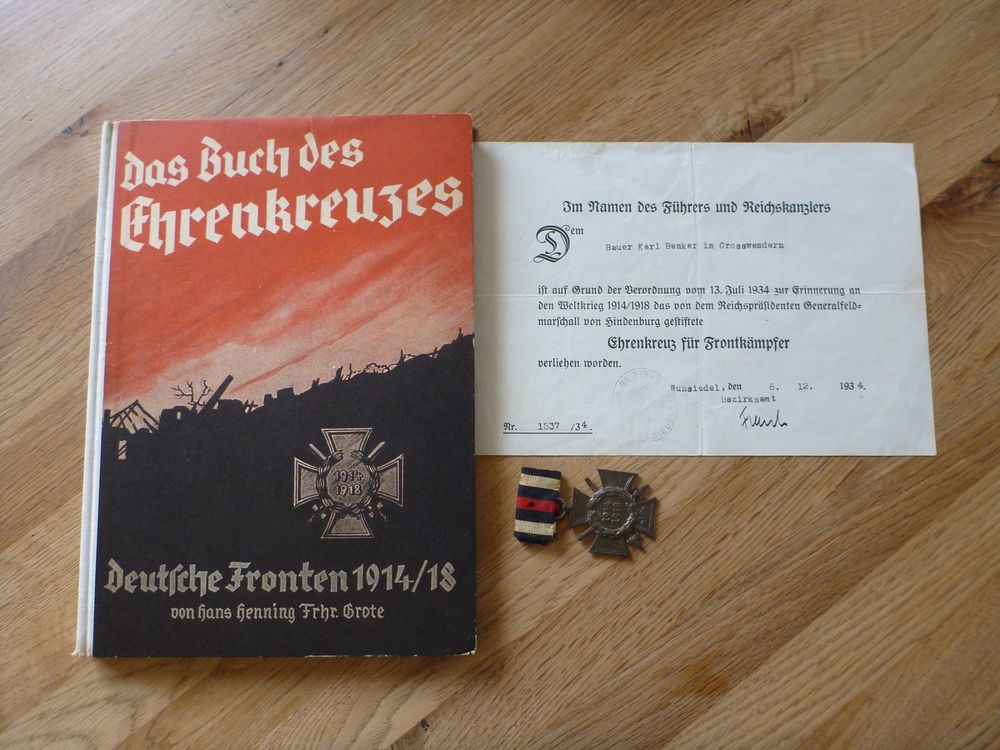 Das Buch des
Ehrenkreuzes
1914
1918
Deutsche Fronten 1914/18
von Hans Henning Frhr. Grote
Im Namen des Führers und Reichskanzlers
Dem
Bauer Karl Benker in Grosswendern
ist auf Grund der Verordnung vom 13. Juli 1934 zur Erinnerung an
den Weltkrieg 1914/1918 das von dem Reichspräsidenten Generalfeld-
marschall von Hindenburg gestiftete
Ehrenkreuz für Frontkämpfer
verliehen worden.
Wunsiedel, den 6. 12. 1934.
Bezirksamt
Nr. 1537 /34.
1914
1918